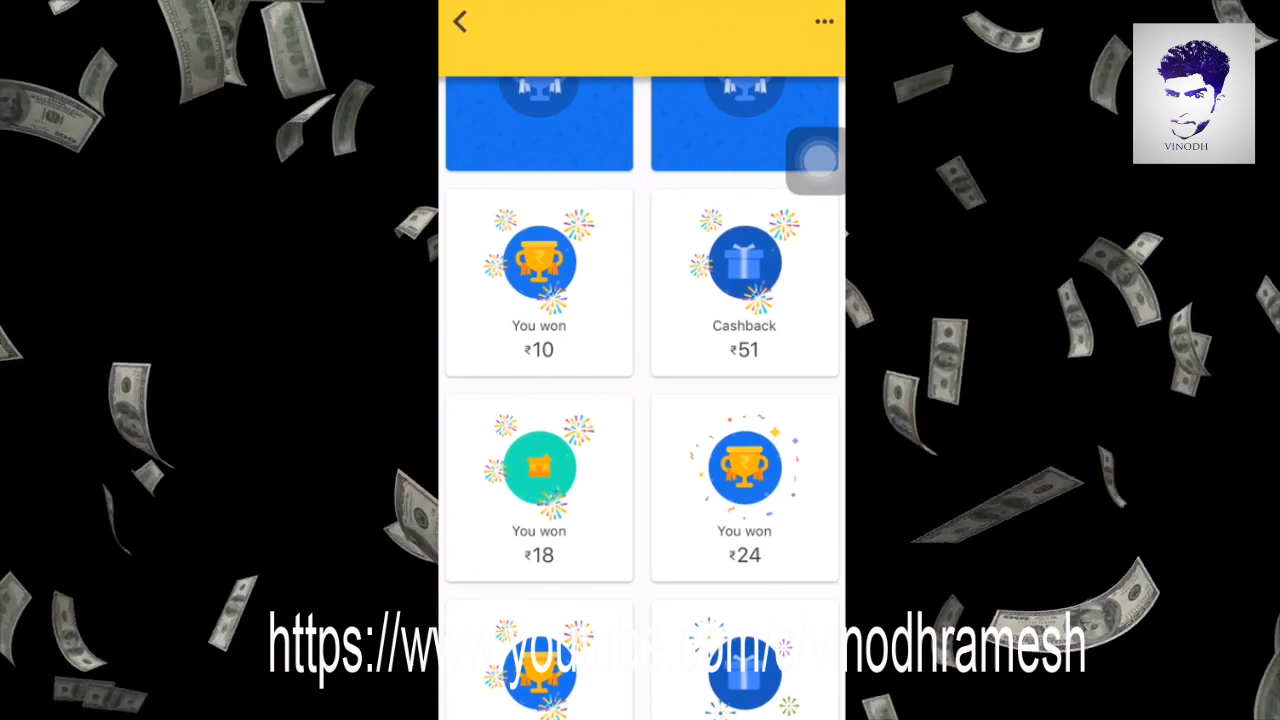 VINODH
You won
₹10
Cashback
₹51
You won
₹18
You won
₹24
https://www.youtube.com/c/vinodhramesh